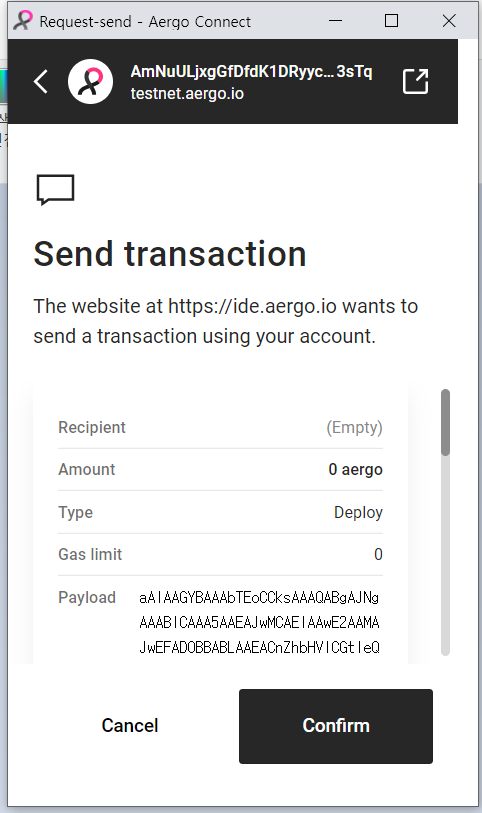 Request-send - Aergo Connect
AmNuULjxgGfDfdK1DRyyc...3sTq
testnet.aergo.io
Send transaction
The website at https://ide.aergo.io wants to
send a transaction using your account.
Recipient (Empty)
Amount 0 aergo
Type Deploy
Gas limit 0
Payload aAIAAGYBAAAbTEoCCksAAAQABgAJNg
AAABICAAA5AAEAJwMCAEIAAwE2AAMA
JwEFADOBBABLAAEACnZhbHVlCGtleQ
Cancel Confirm